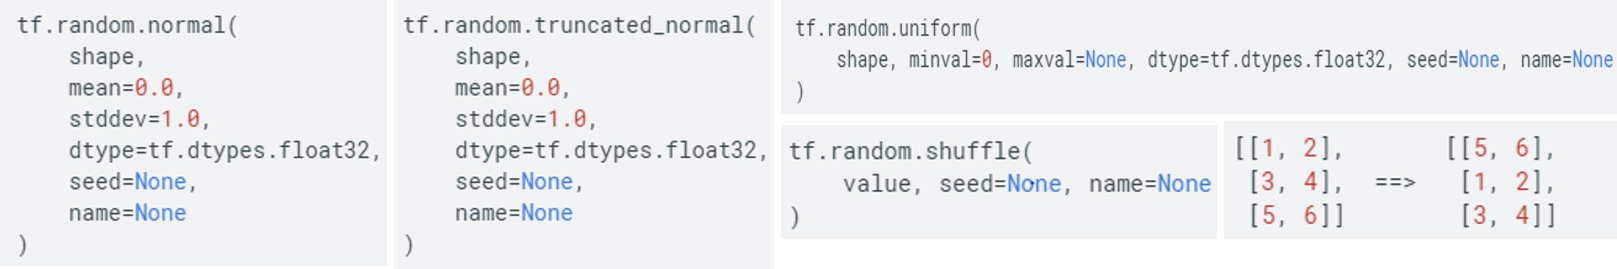 tf.random.normal(
    shape,
    mean=0.0,
    stddev=1.0,
    dtype=tf.dtypes.float32,
    seed=None,
    name=None
)
tf.random.truncated_normal(
    shape,
    mean=0.0,
    stddev=1.0,
    dtype=tf.dtypes.float32,
    seed=None,
    name=None
)
tf.random.uniform(
    shape, minval=0, maxval=None, dtype=tf.dtypes.float32, seed=None, name=None
)
tf.random.shuffle(
    value, seed=None, name=None
)
[[1, 2],       [[5, 6],
 [3, 4],  ==>   [1, 2],
 [5, 6]]        [3, 4]]